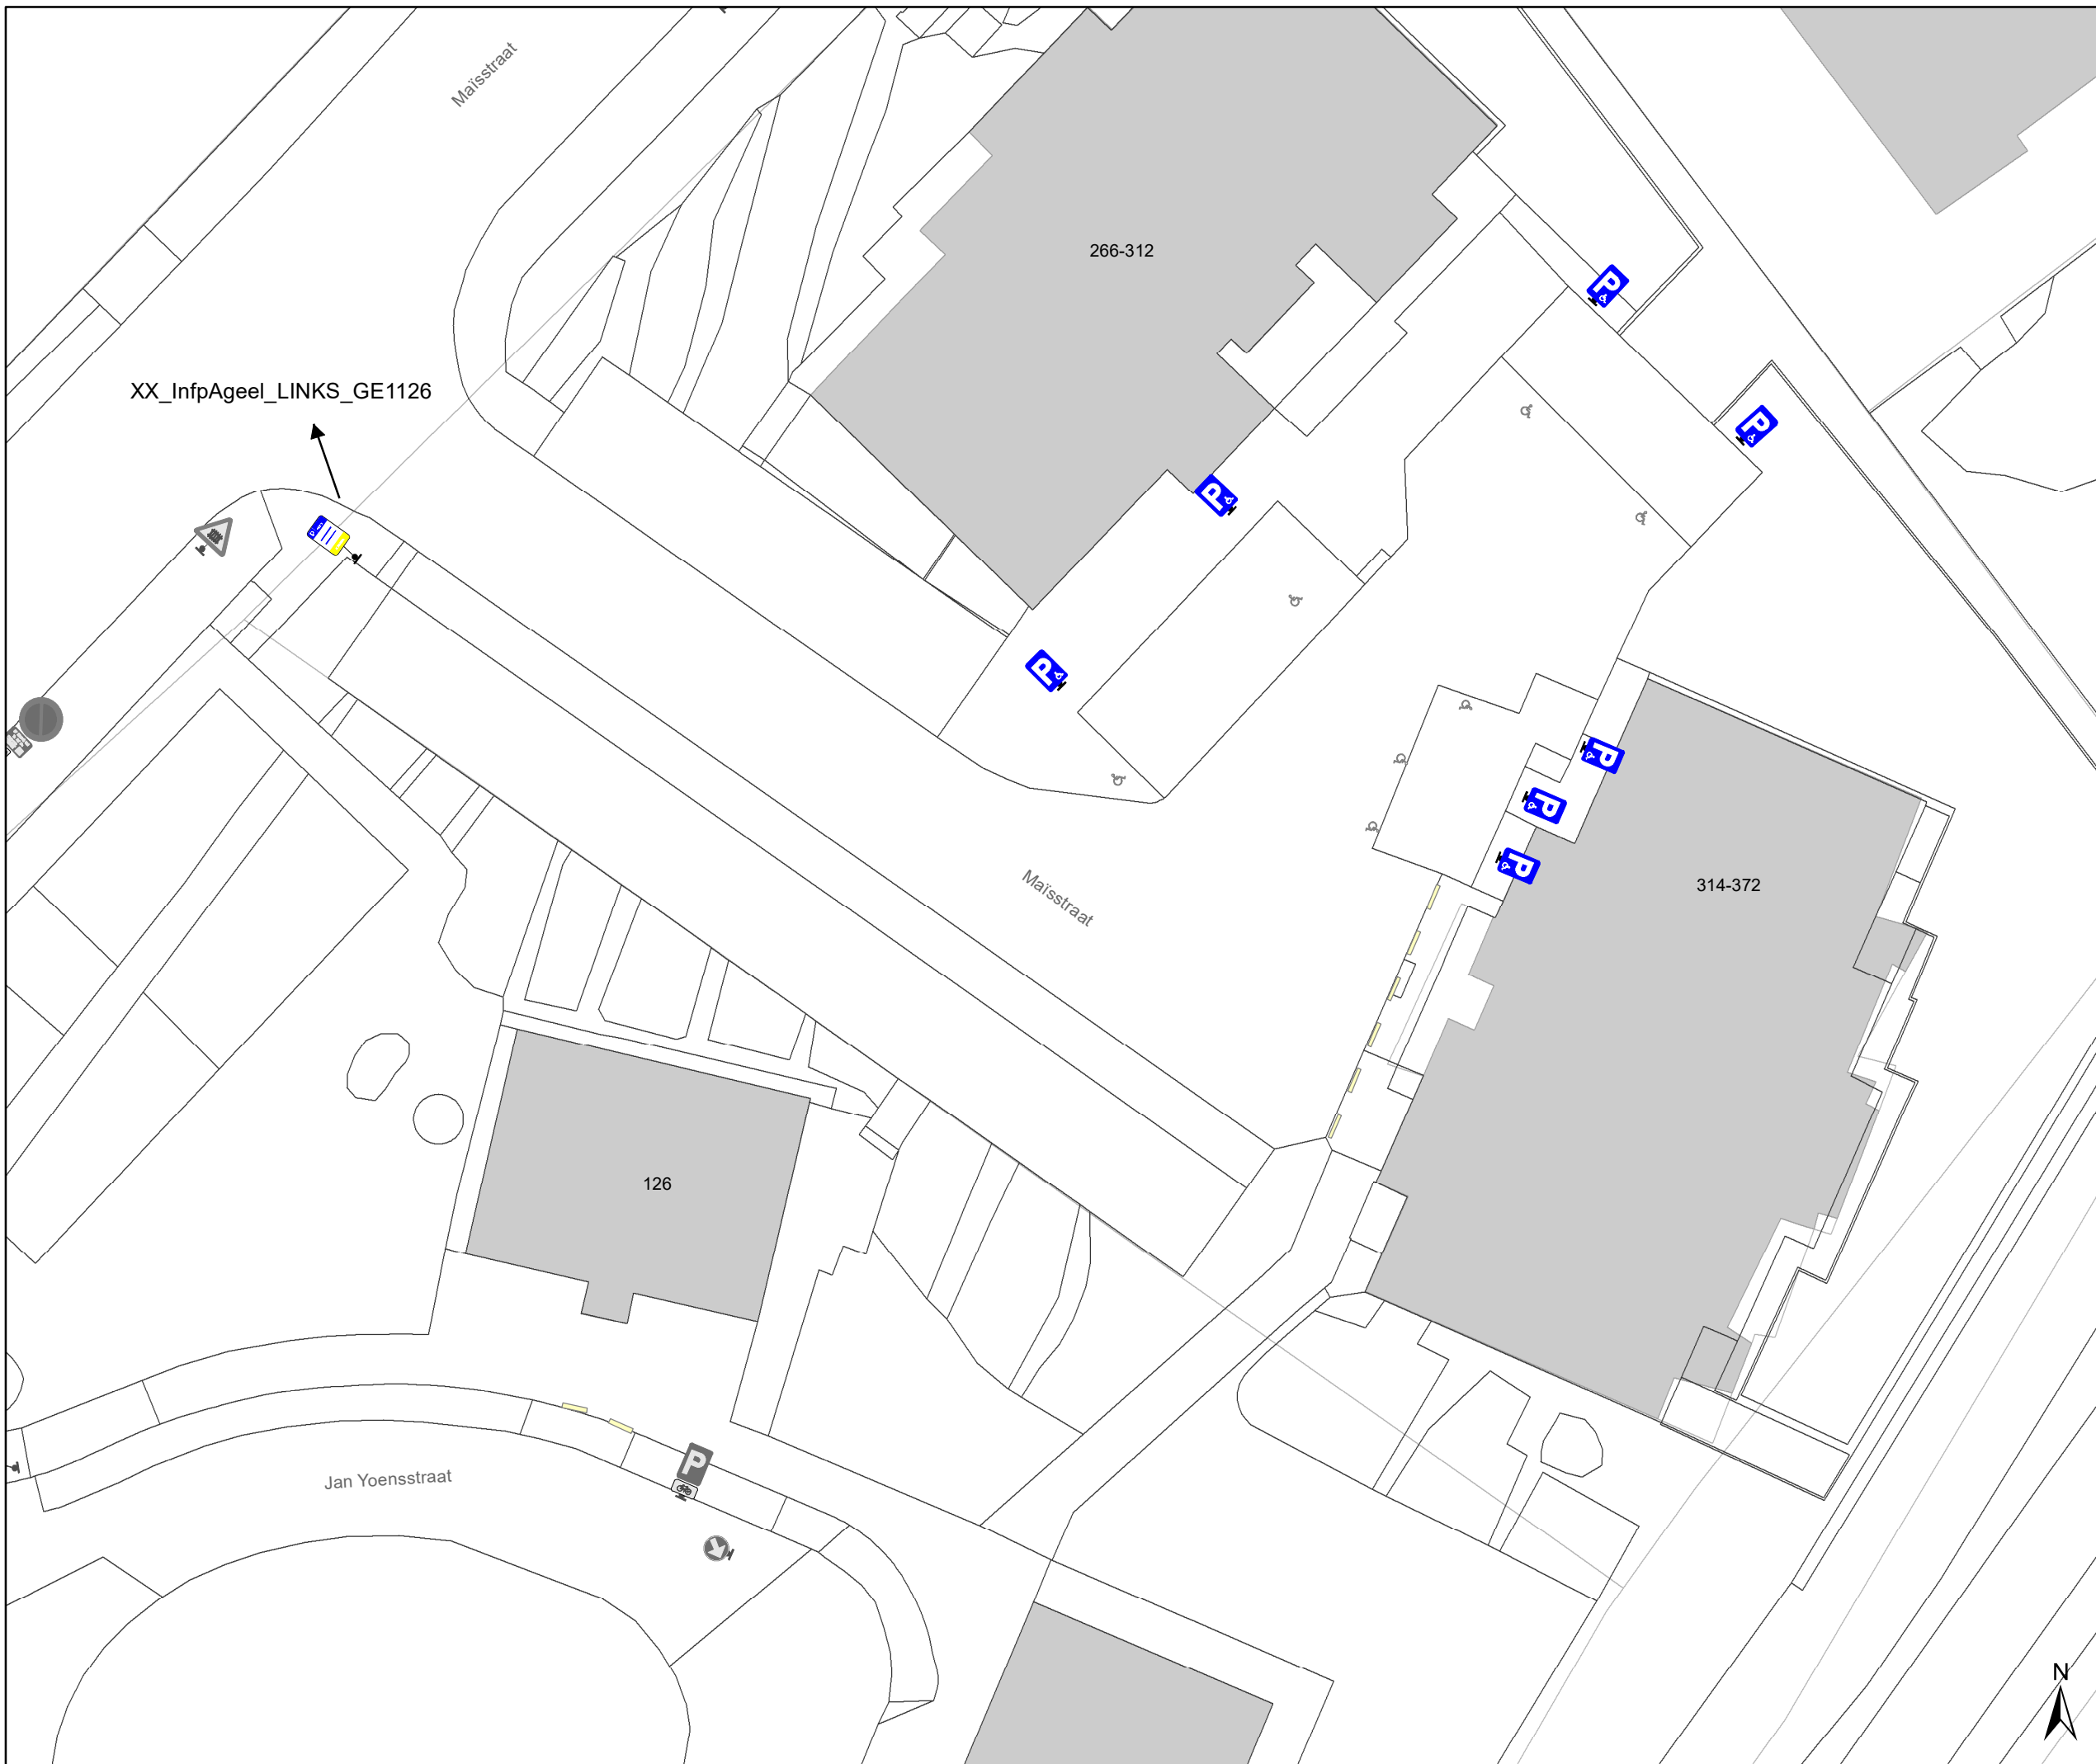 Maïsstraat
266-312
XX_InfpAgeel_LINKS_GE1126
P
P
P
P
P
P
P
Maïsstraat
314-372
126
P
Jan Yoensstraat
N